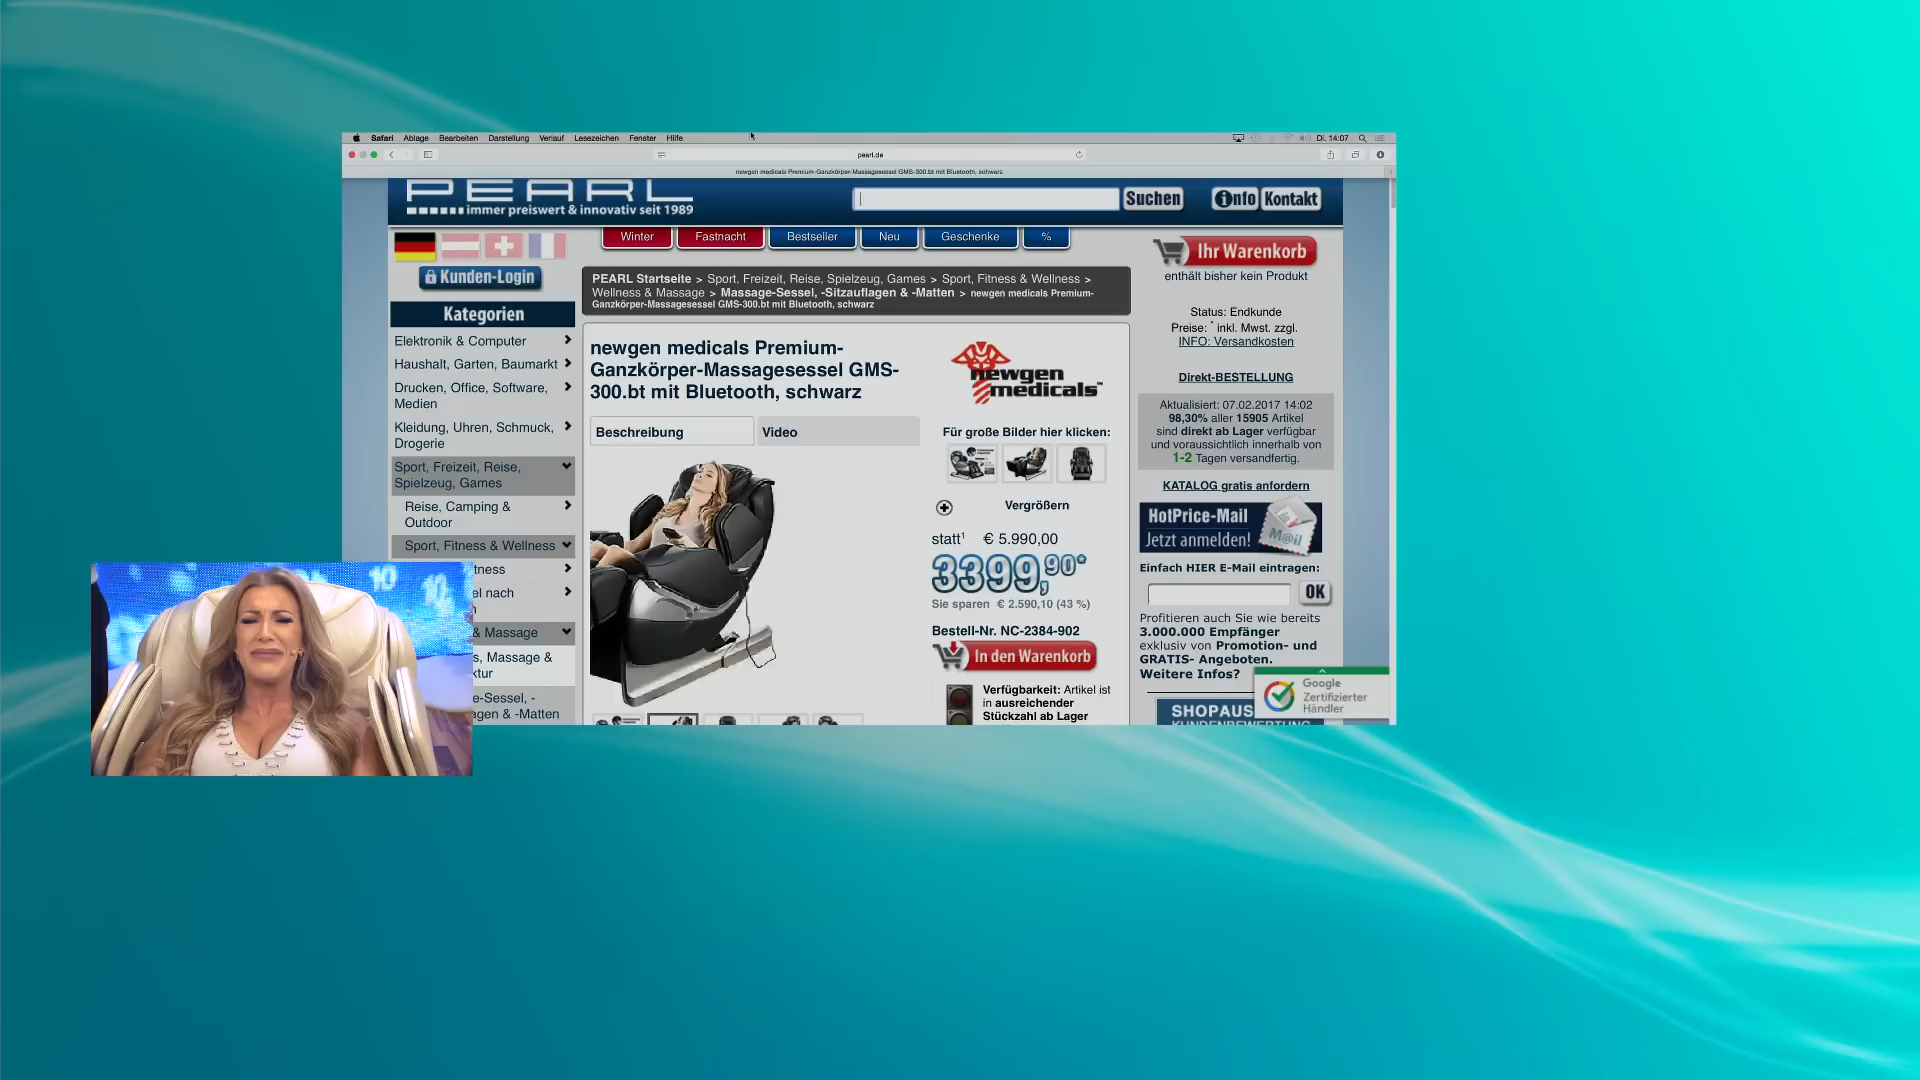 Safari Ablage Bearbeiten Darstellung Verlauf Lesezeichen Fenster Hilfe
Di. 14:07
pearl.de
newgen medicals Premium-Ganzkörper-Massagesessel GMS-300.bt mit Bluetooth, schwarz
PEARL
immer preiswert & innovativ seit 1989
Suchen
info
Kontakt
Winter
Fastnacht
Bestseller
Neu
Geschenke
%
Kunden-Login
Kategorien
Elektronik & Computer
Haushalt, Garten, Baumarkt
Drucken, Office, Software,
Medien
Kleidung, Uhren, Schmuck,
Drogerie
Sport, Freizeit, Reise,
Spielzeug, Games
Reise, Camping &
Outdoor
Sport, Fitness & Wellness
tness
el nach
& Massage
s, Massage &
ktur
e-Sessel, -
agen & -Matten
10
10
PEARL Startseite > Sport, Freizeit, Reise, Spielzeug, Games > Sport, Fitness & Wellness >
Wellness & Massage > Massage-Sessel, -Sitzauflagen & -Matten > newgen medicals Premium-
Ganzkörper-Massagesessel GMS-300.bt mit Bluetooth, schwarz
newgen medicals Premium-
Ganzkörper-Massagesessel GMS-
300.bt mit Bluetooth, schwarz
Beschreibung
Video
newgen
medicals™
Für große Bilder hier klicken:
Vergrößern
statt¹ € 5.990,00
3399,90*
Sie sparen € 2.590,10 (43 %)
Bestell-Nr. NC-2384-902
In den Warenkorb
Verfügbarkeit: Artikel ist
in ausreichender
Stückzahl ab Lager
Ihr Warenkorb
enthält bisher kein Produkt
Status: Endkunde
Preise: * inkl. Mwst. zzgl.
INFO: Versandkosten
Direkt-BESTELLUNG
Aktualisiert: 07.02.2017 14:02
98,30% aller 15905 Artikel
sind direkt ab Lager verfügbar
und voraussichtlich innerhalb von
1-2 Tagen versandfertig.
KATALOG gratis anfordern
HotPrice-Mail
Jetzt anmelden!
M@il
Einfach HIER E-Mail eintragen:
OK
Profitieren auch Sie wie bereits
3.000.000 Empfänger
exklusiv von Promotion- und
GRATIS- Angeboten.
Weitere Infos?
SHOPAUS
KUNDENBEWERTUNG
Google
Zertifizierter
Händler